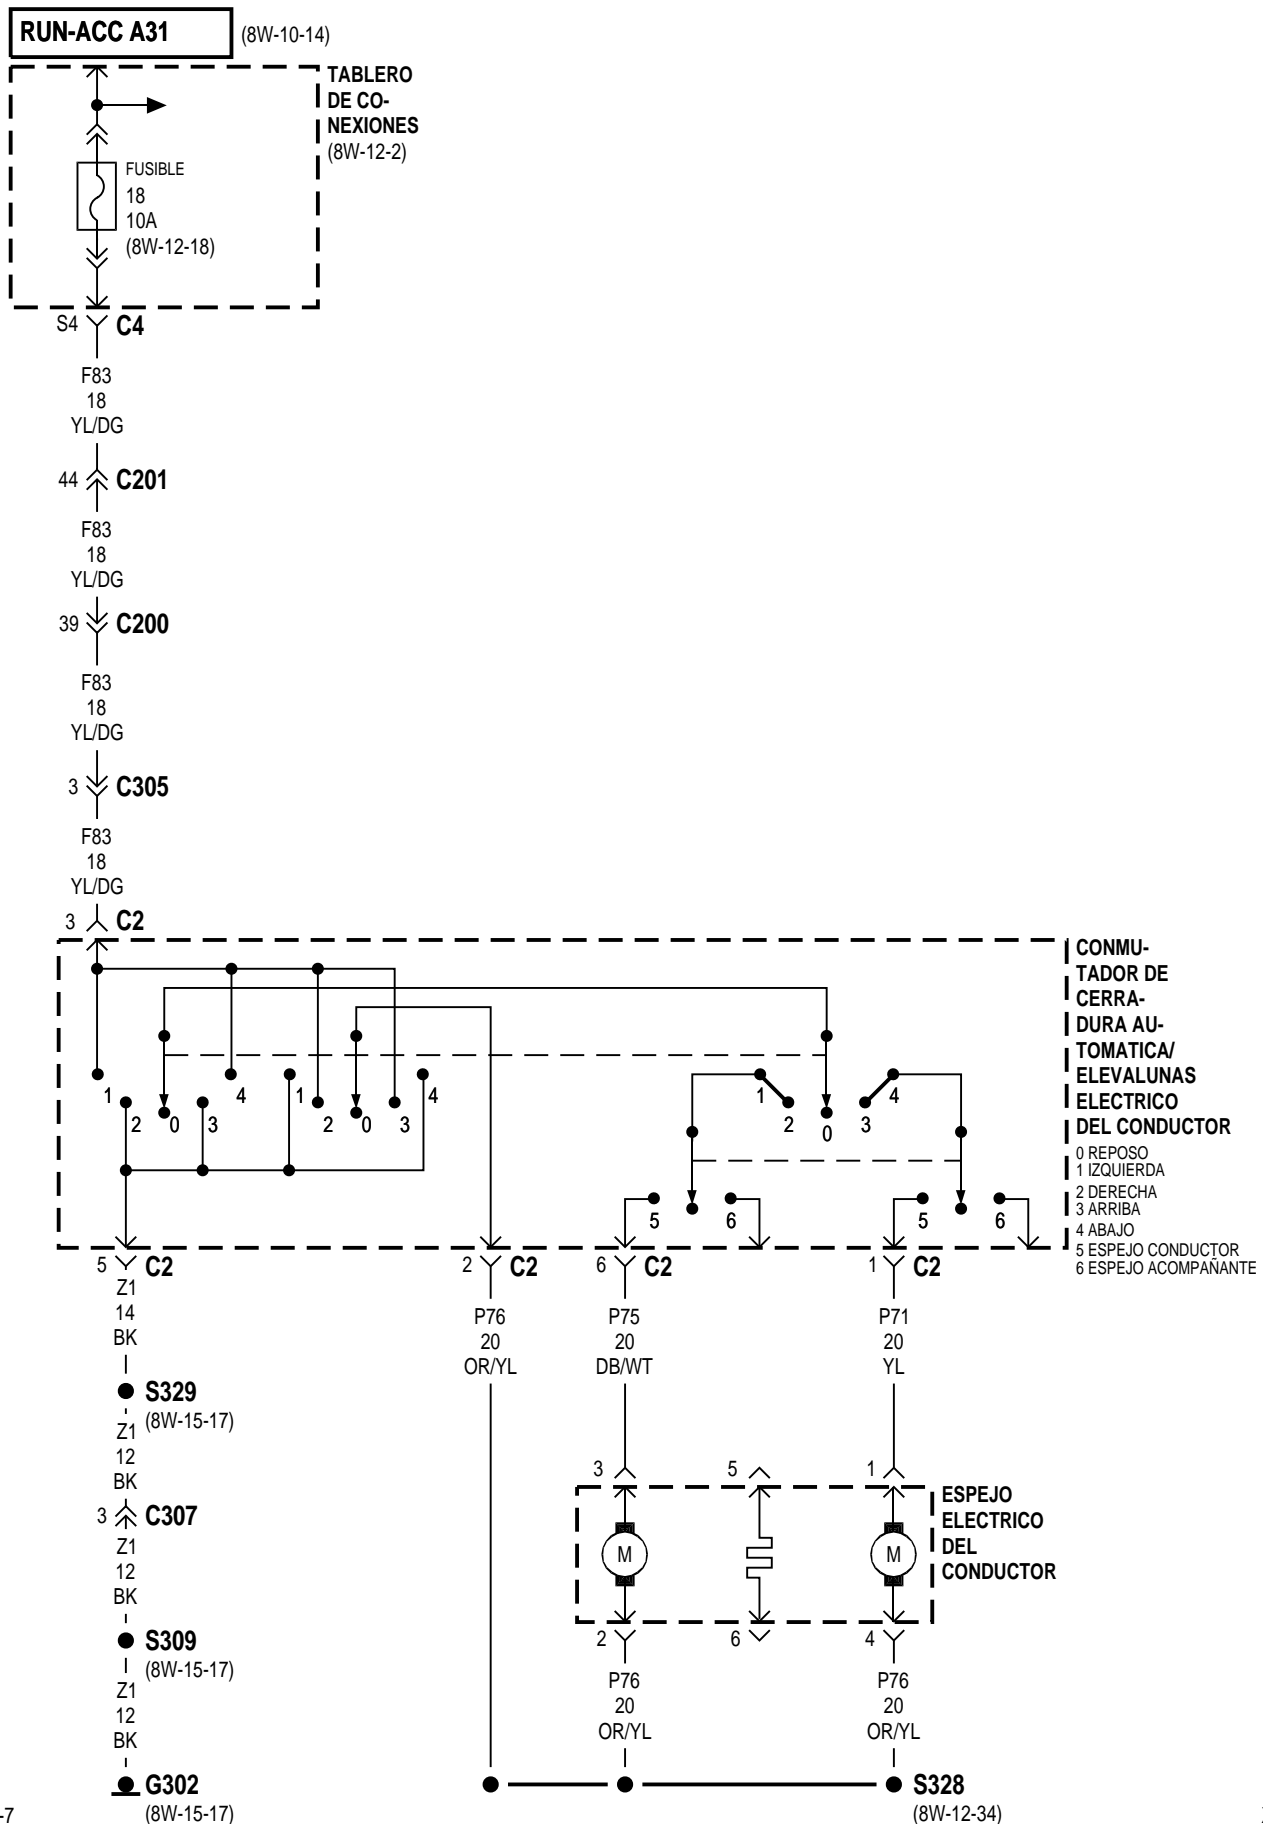 RUN-ACC A31 (8W-10-14)
TABLERO
DE CO-
NEXIONES
(8W-12-2)
FUSIBLE
18
10A
(8W-12-18)
S4 C4
F83
18
YL/DG
44 C201
F83
18
YL/DG
39 C200
F83
18
YL/DG
3 C305
F83
18
YL/DG
3 C2
CONMU-
TADOR DE
CERRA-
DURA AU-
TOMATICA/
ELEVALUNAS
ELECTRICO
DEL CONDUCTOR
0 REPOSO
1 IZQUIERDA
2 DERECHA
3 ARRIBA
4 ABAJO
5 ESPEJO CONDUCTOR
6 ESPEJO ACOMPAÑANTE
1 2 0 3 4
1 2 0 3 4
1 2 0 3 4
5 6
5 6
5 C2
2 C2
6 C2
1 C2
Z1
14
BK
P76
20
OR/YL
P75
20
DB/WT
P71
20
YL
S329
(8W-15-17)
Z1
12
BK
3 C307
Z1
12
BK
3 5 1
ESPEJO
ELECTRICO
DEL
CONDUCTOR
M M
2 6 4
S309
(8W-15-17)
Z1
12
BK
P76
20
OR/YL
P76
20
OR/YL
G302
(8W-15-17)
S328
(8W-12-34)
-7